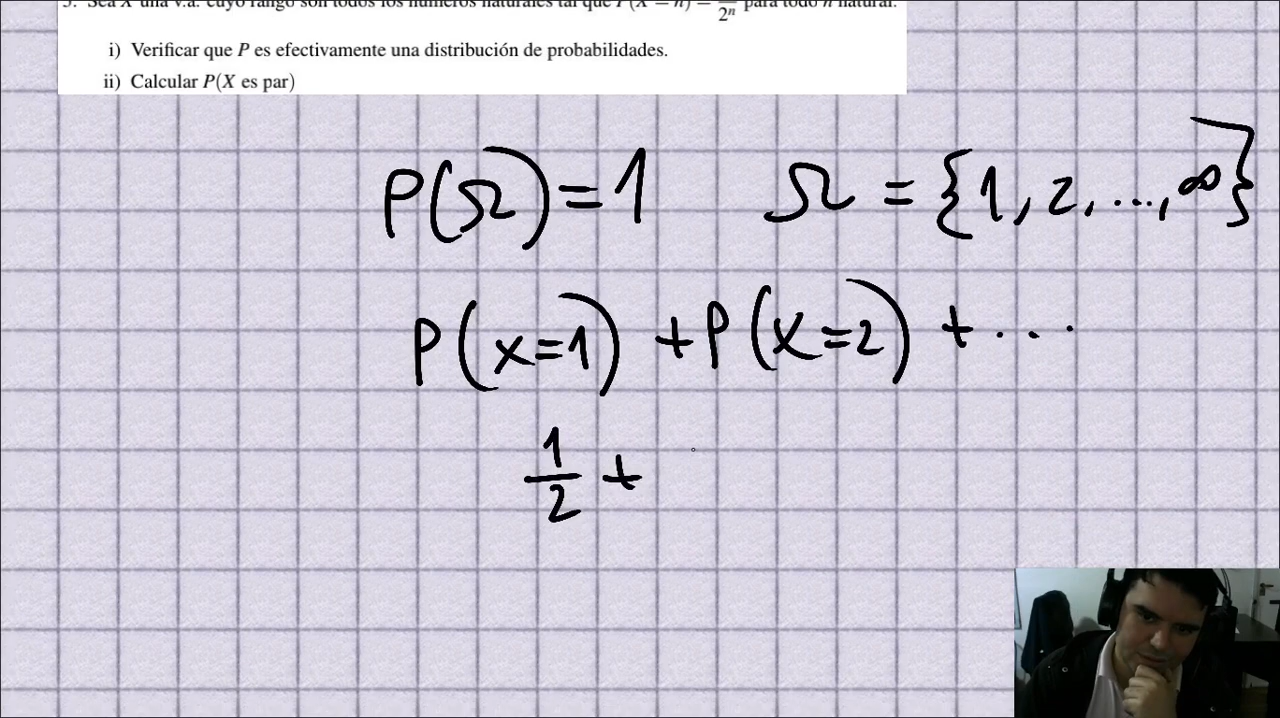 5. Sea X una v.a. cuyo rango son todos los números naturales tal que P(X = n) = 1/2ⁿ para todo n natural.
i) Verificar que P es efectivamente una distribución de probabilidades.
ii) Calcular P(X es par)
P(Ω)=1 Ω = {1, 2, ..., ∞}
P(x=1) + P(x=2) + ...
1/2 +